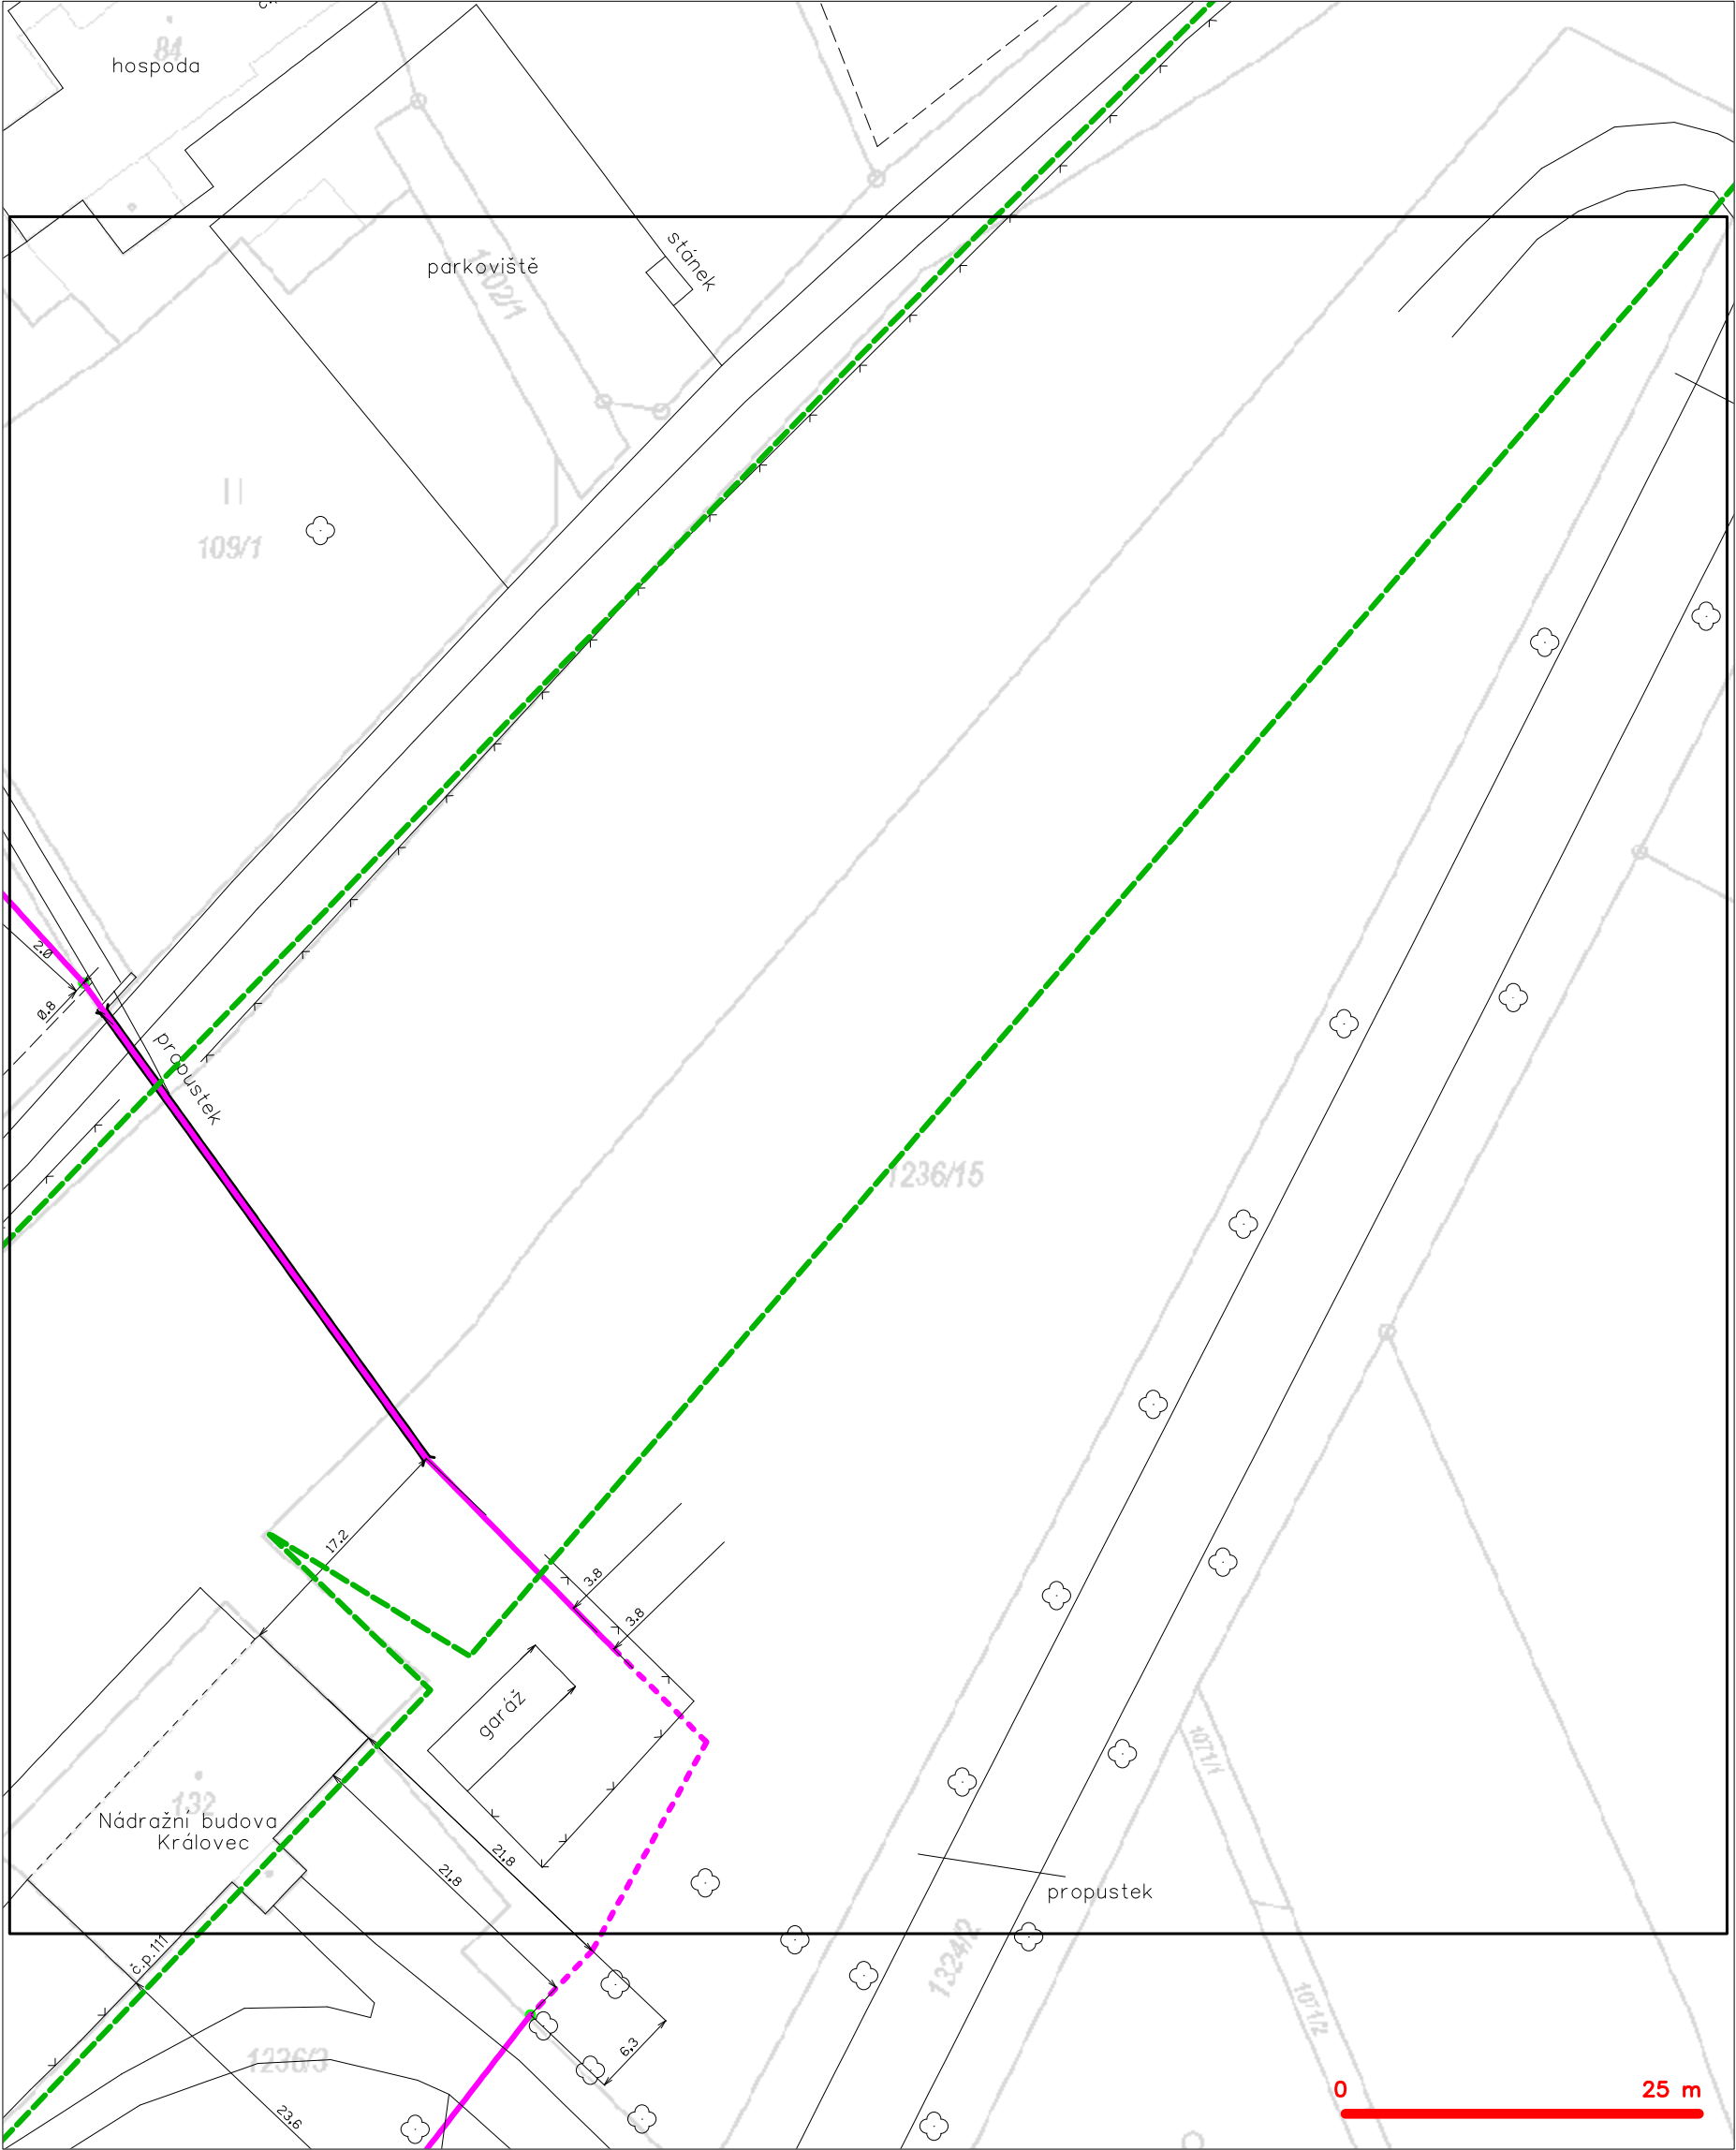 84
hospoda
parkoviště
stánek
1102/1
109/1
2.0
0.8
propustek
1236/15
17.2
3.8
3.8
garáž
132
Nádražní budova
Královec
21.8
21.8
1071/1
propustek
č.p.111
1324/2
1071/2
6.3
1236/3
23.6
0 25 m